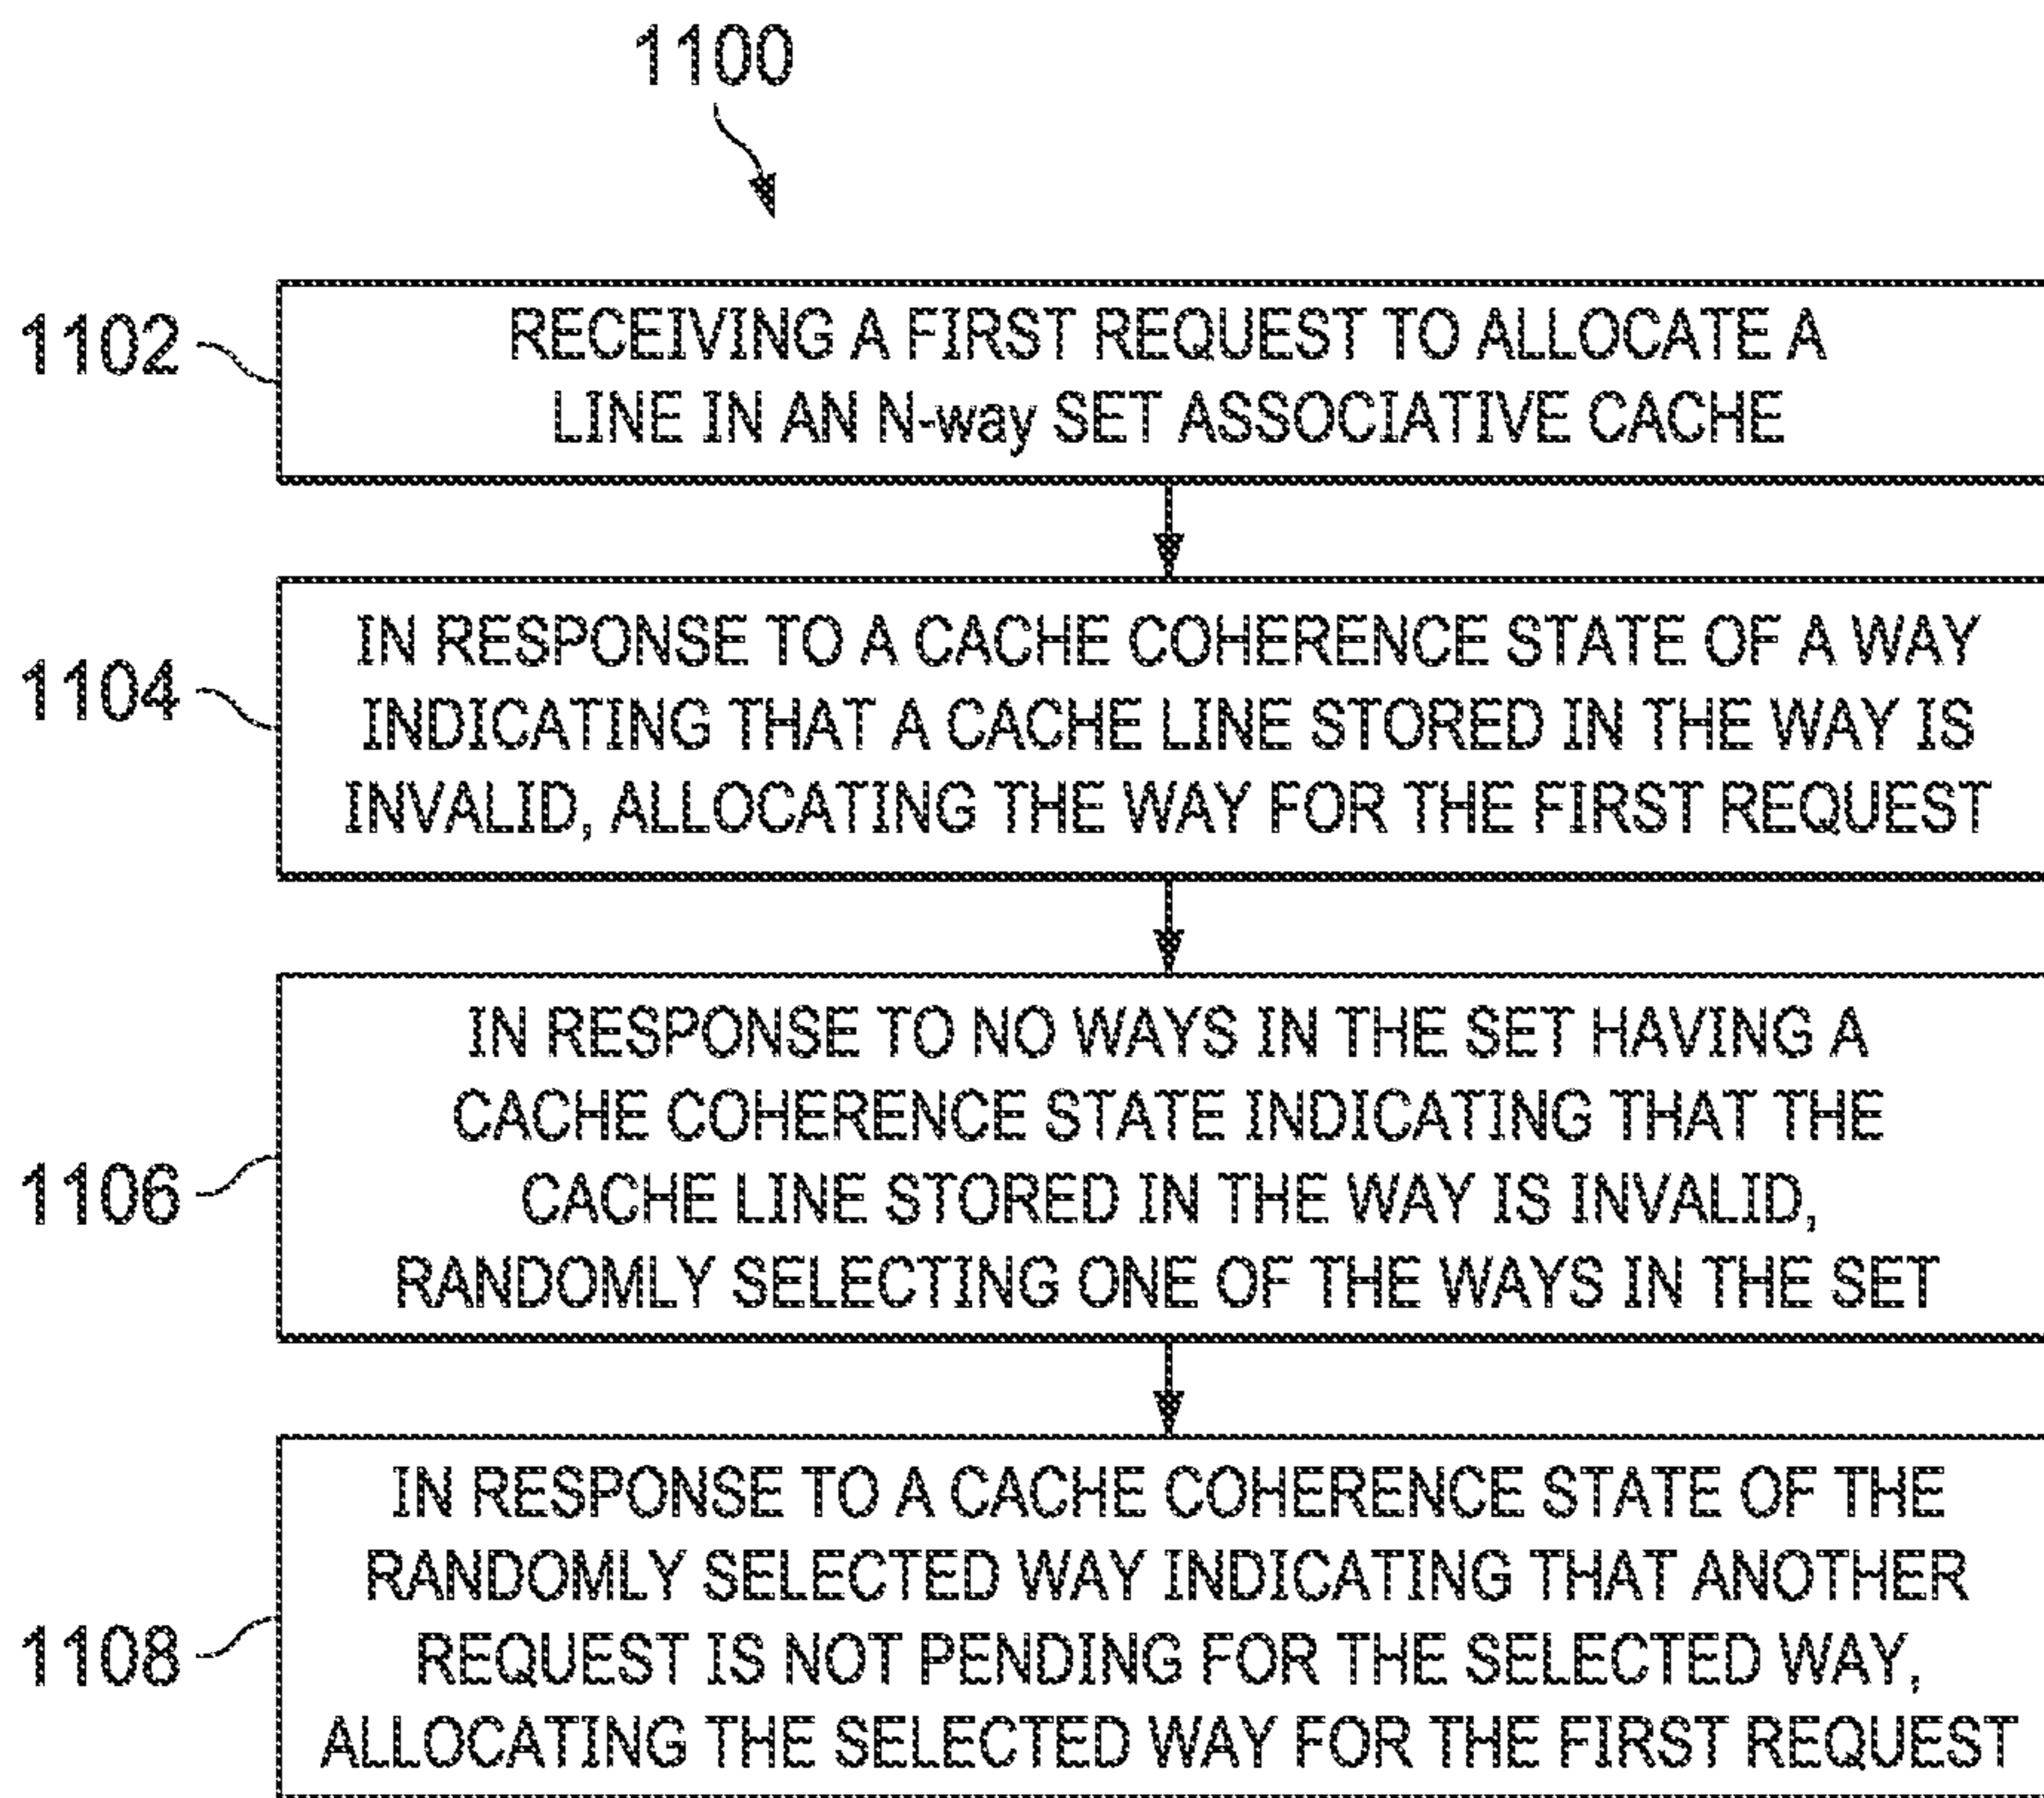 1100
1102
RECEIVING A FIRST REQUEST TO ALLOCATE A
LINE IN AN N-way SET ASSOCIATIVE CACHE
1104
IN RESPONSE TO A CACHE COHERENCE STATE OF A WAY
INDICATING THAT A CACHE LINE STORED IN THE WAY IS
INVALID, ALLOCATING THE WAY FOR THE FIRST REQUEST
1106
IN RESPONSE TO NO WAYS IN THE SET HAVING A
CACHE COHERENCE STATE INDICATING THAT THE
CACHE LINE STORED IN THE WAY IS INVALID,
RANDOMLY SELECTING ONE OF THE WAYS IN THE SET
1108
IN RESPONSE TO A CACHE COHERENCE STATE OF THE
RANDOMLY SELECTED WAY INDICATING THAT ANOTHER
REQUEST IS NOT PENDING FOR THE SELECTED WAY,
ALLOCATING THE SELECTED WAY FOR THE FIRST REQUEST